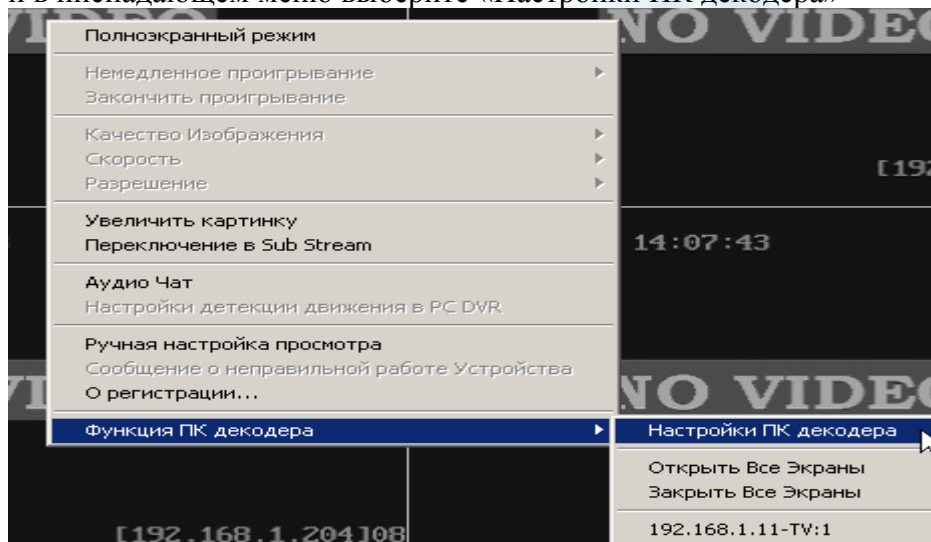 и в ниспадающем меню выберите «Настройки ПК декодера»
NO VIDEO
Полноэкранный режим
Немедленное проигрывание
Закончить проигрывание
Качество Изображения
Скорость
Разрешение
[192
Увеличить картинку
Переключение в Sub Stream
14:07:43
Аудио Чат
Настройки детекции движения в PC DVR
Ручная настройка просмотра
Сообщение о неправильной работе Устройства
О регистрации...
NO VIDEO
Функция ПК декодера
Настройки ПК декодера
Открыть Все Экраны
Закрыть Все Экраны
192.168.1.11-TV:1
[192.168.1.204]08